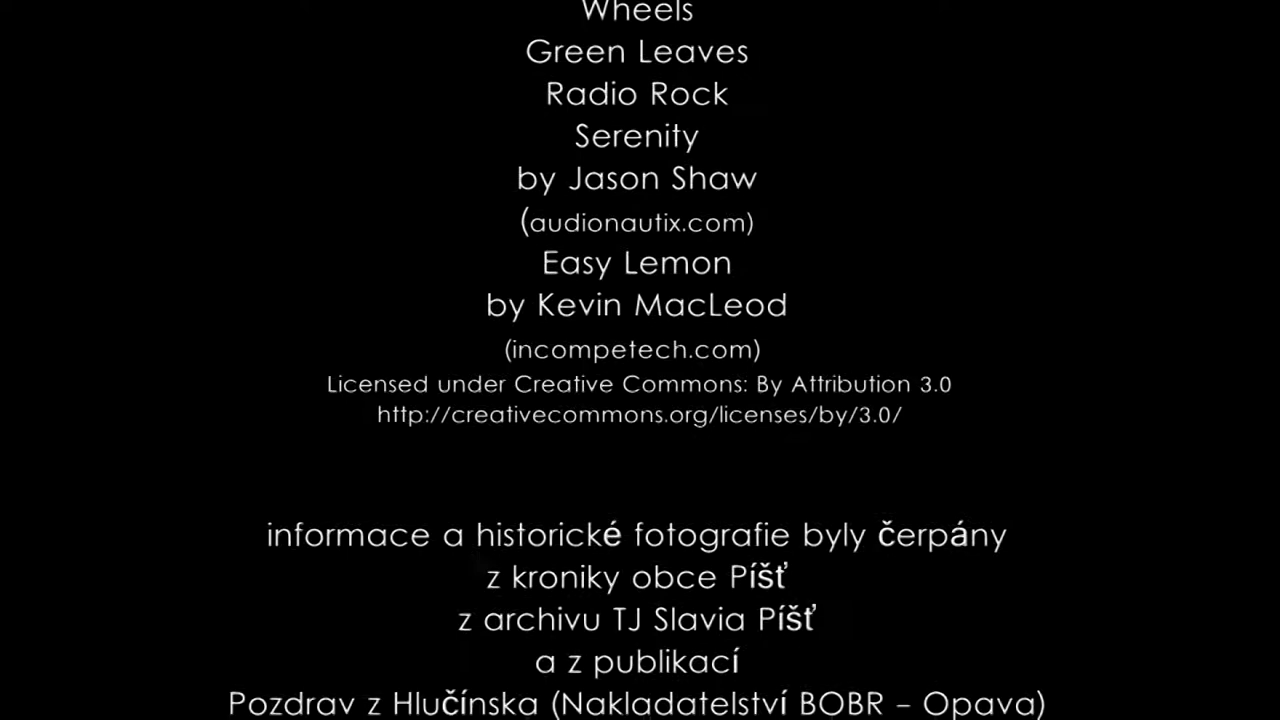 Wheels
Green Leaves
Radio Rock
Serenity
by Jason Shaw
(audionautix.com)
Easy Lemon
by Kevin MacLeod
(incompetech.com)
Licensed under Creative Commons: By Attribution 3.0
http://creativecommons.org/licenses/by/3.0/
informace a historické fotografie byly čerpány
z kroniky obce Píšť
z archivu TJ Slavia Píšť
a z publikací
Pozdrav z Hlučínska (Nakladatelství BOBR – Opava)